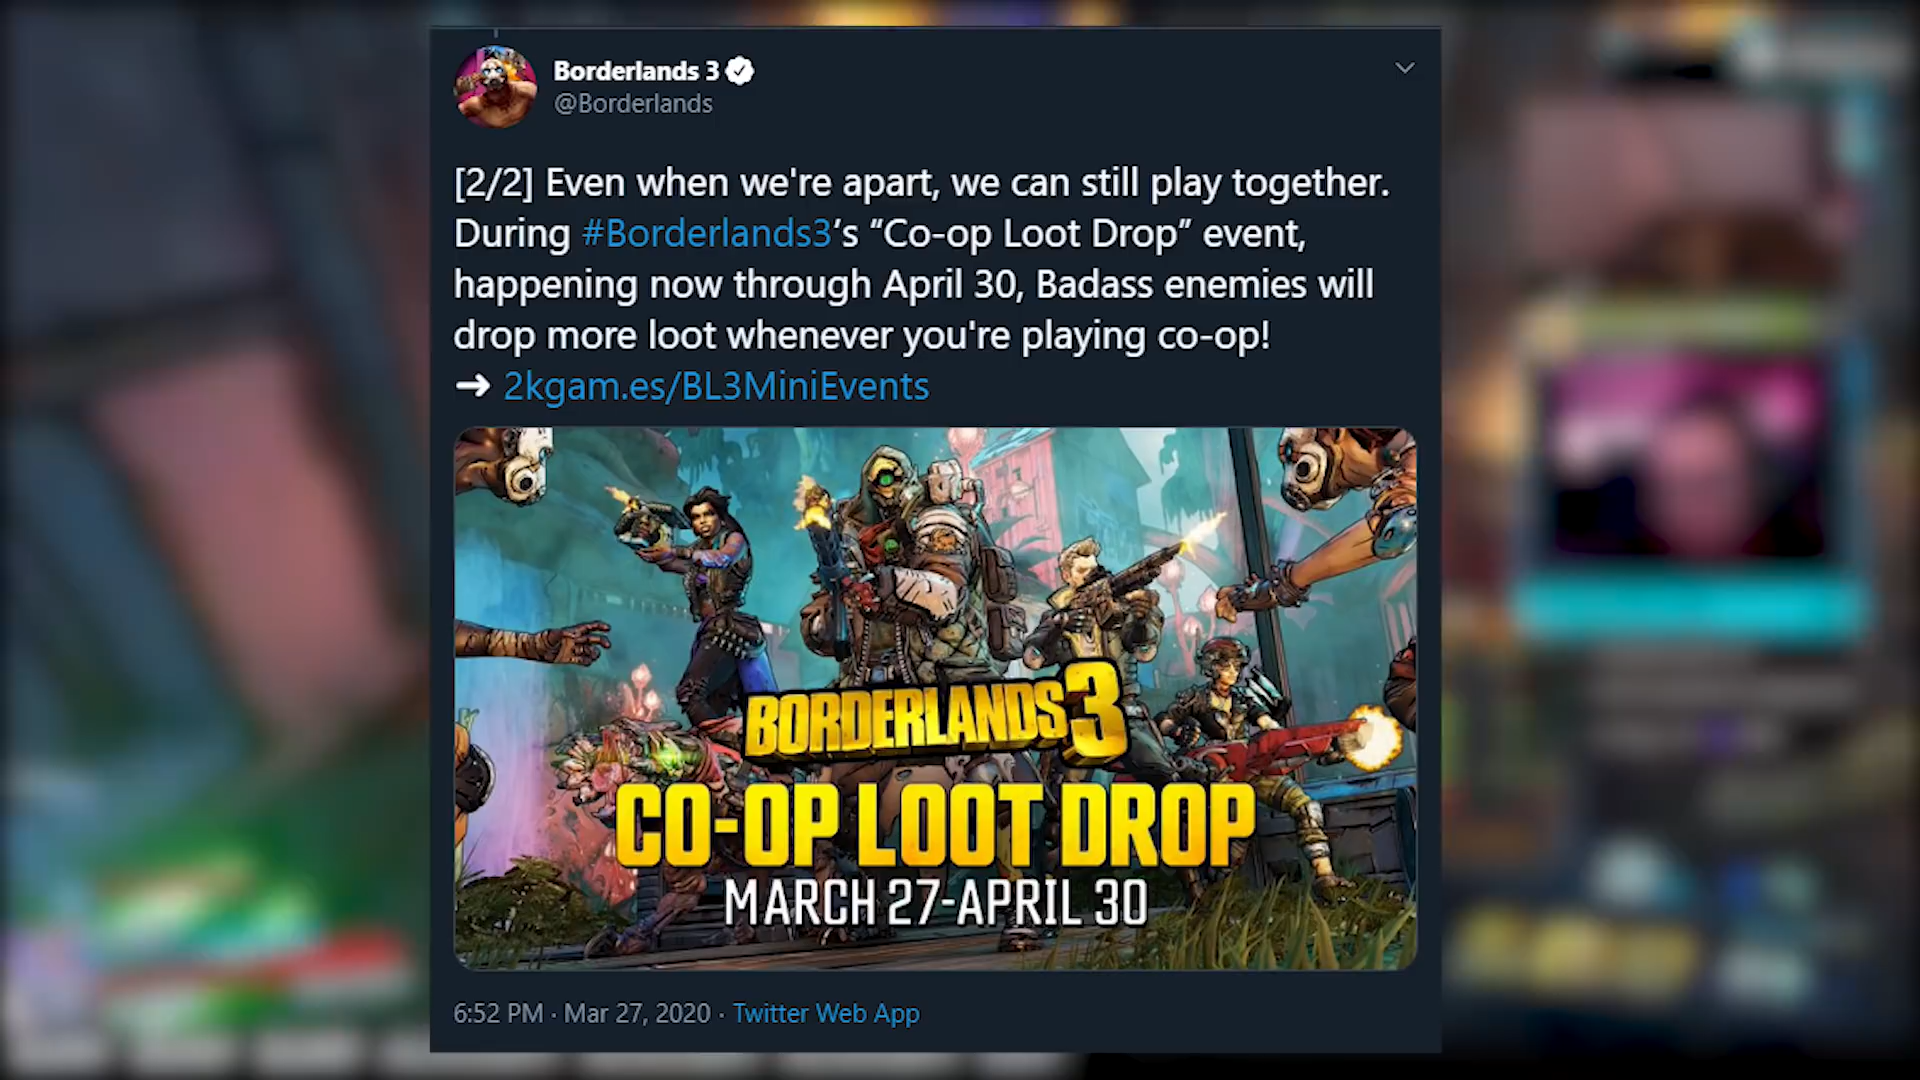 Borderlands 3
@Borderlands
[2/2] Even when we're apart, we can still play together.
During #Borderlands3’s “Co-op Loot Drop” event,
happening now through April 30, Badass enemies will
drop more loot whenever you're playing co-op!
→ 2kgam.es/BL3MiniEvents
BORDERLANDS 3
CO-OP LOOT DROP
MARCH 27-APRIL 30
6:52 PM · Mar 27, 2020 · Twitter Web App